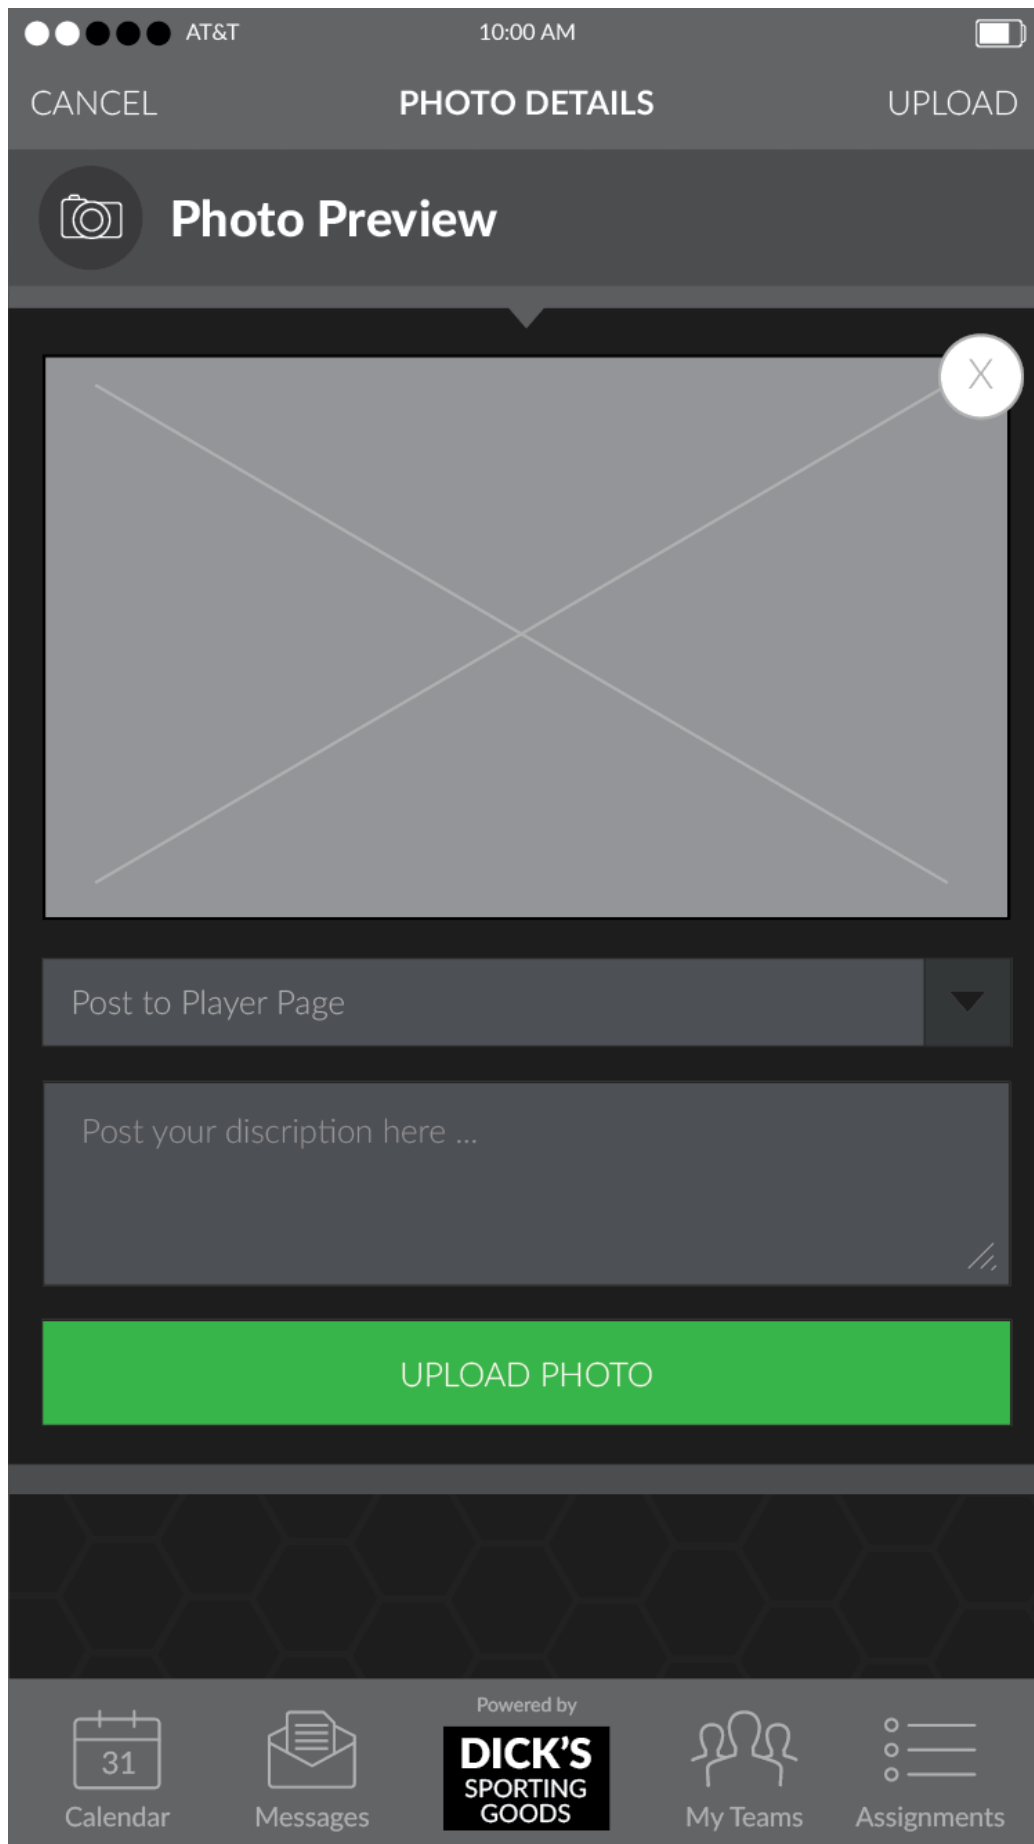 AT&T 10:00 AM
CANCEL PHOTO DETAILS UPLOAD
Photo Preview
X
Post to Player Page
Post your discription here ...
UPLOAD PHOTO
Powered by
DICK'S
SPORTING
GOODS
31
Calendar Messages My Teams Assignments